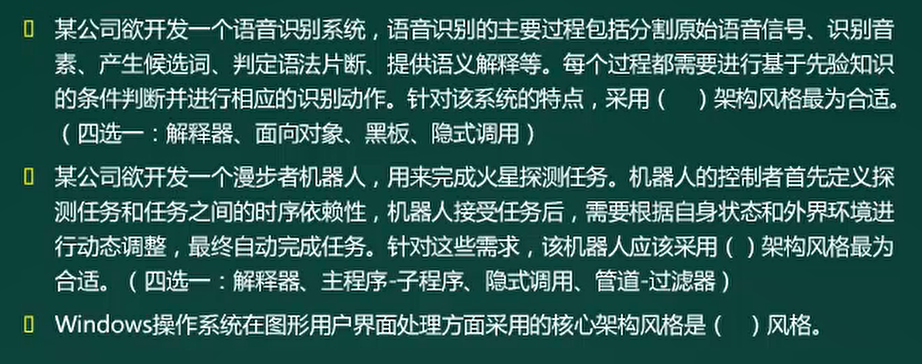 某公司欲开发一个语音识别系统，语音识别的主要过程包括分割原始语音信号、识别音
素、产生候选词、判定语法片断、提供语义解释等。每个过程都需要进行基于先验知识
的条件判断并进行相应的识别动作。针对该系统的特点，采用（ ）架构风格最为合适。
（四选一：解释器、面向对象、黑板、隐式调用）
某公司欲开发一个漫步者机器人，用来完成火星探测任务。机器人的控制者首先定义探
测任务和任务之间的时序依赖性，机器人接受任务后，需要根据自身状态和外界环境进
行动态调整，最终自动完成任务。针对这些需求，该机器人应该采用（ ）架构风格最为
合适。（四选一：解释器、主程序-子程序、隐式调用、管道-过滤器）
Windows操作系统在图形用户界面处理方面采用的核心架构风格是（ ）风格。